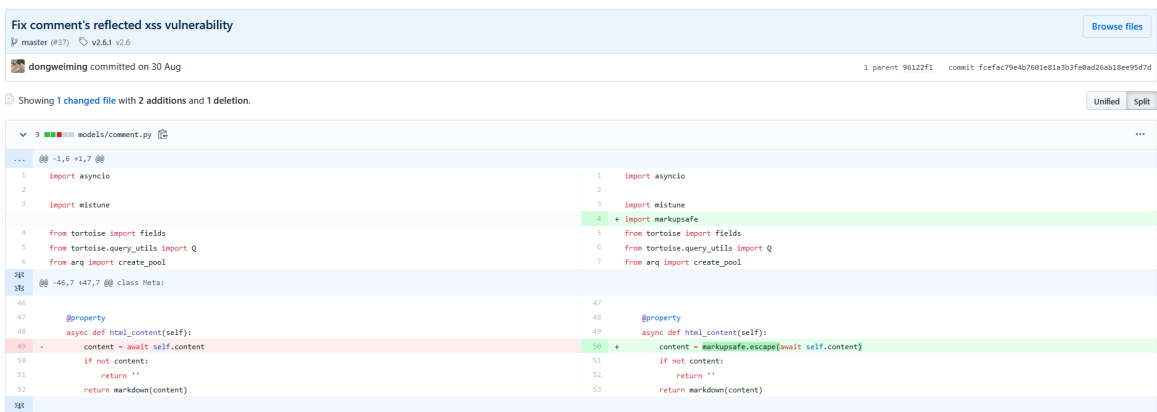 Fix comment's reflected xss vulnerability
Browse files
master (#37) v2.6.1 v2.6
dongweiming committed on 30 Aug
1 parent 96122f1 commit fcefac79e4b7601e81a3b3fe0ad26ab18ee95d7d
Showing 1 changed file with 2 additions and 1 deletion.
Unified Split
3 models/comment.py
... @@ -1,6 +1,7 @@
1 import asyncio 1 import asyncio
2 2
3 import mistune 3 import mistune
4 + import markupsafe
4 from tortoise import fields 5 from tortoise import fields
5 from tortoise.query_utils import Q 6 from tortoise.query_utils import Q
6 from arq import create_pool 7 from arq import create_pool
@@ -46,7 +47,7 @@ class Meta:
46 47
47 @property 48 @property
48 async def html_content(self): 49 async def html_content(self):
49 - content = await self.content 50 + content = markupsafe.escape(await self.content)
50 if not content: 51 if not content:
51 return '' 52 return ''
52 return markdown(content) 53 return markdown(content)